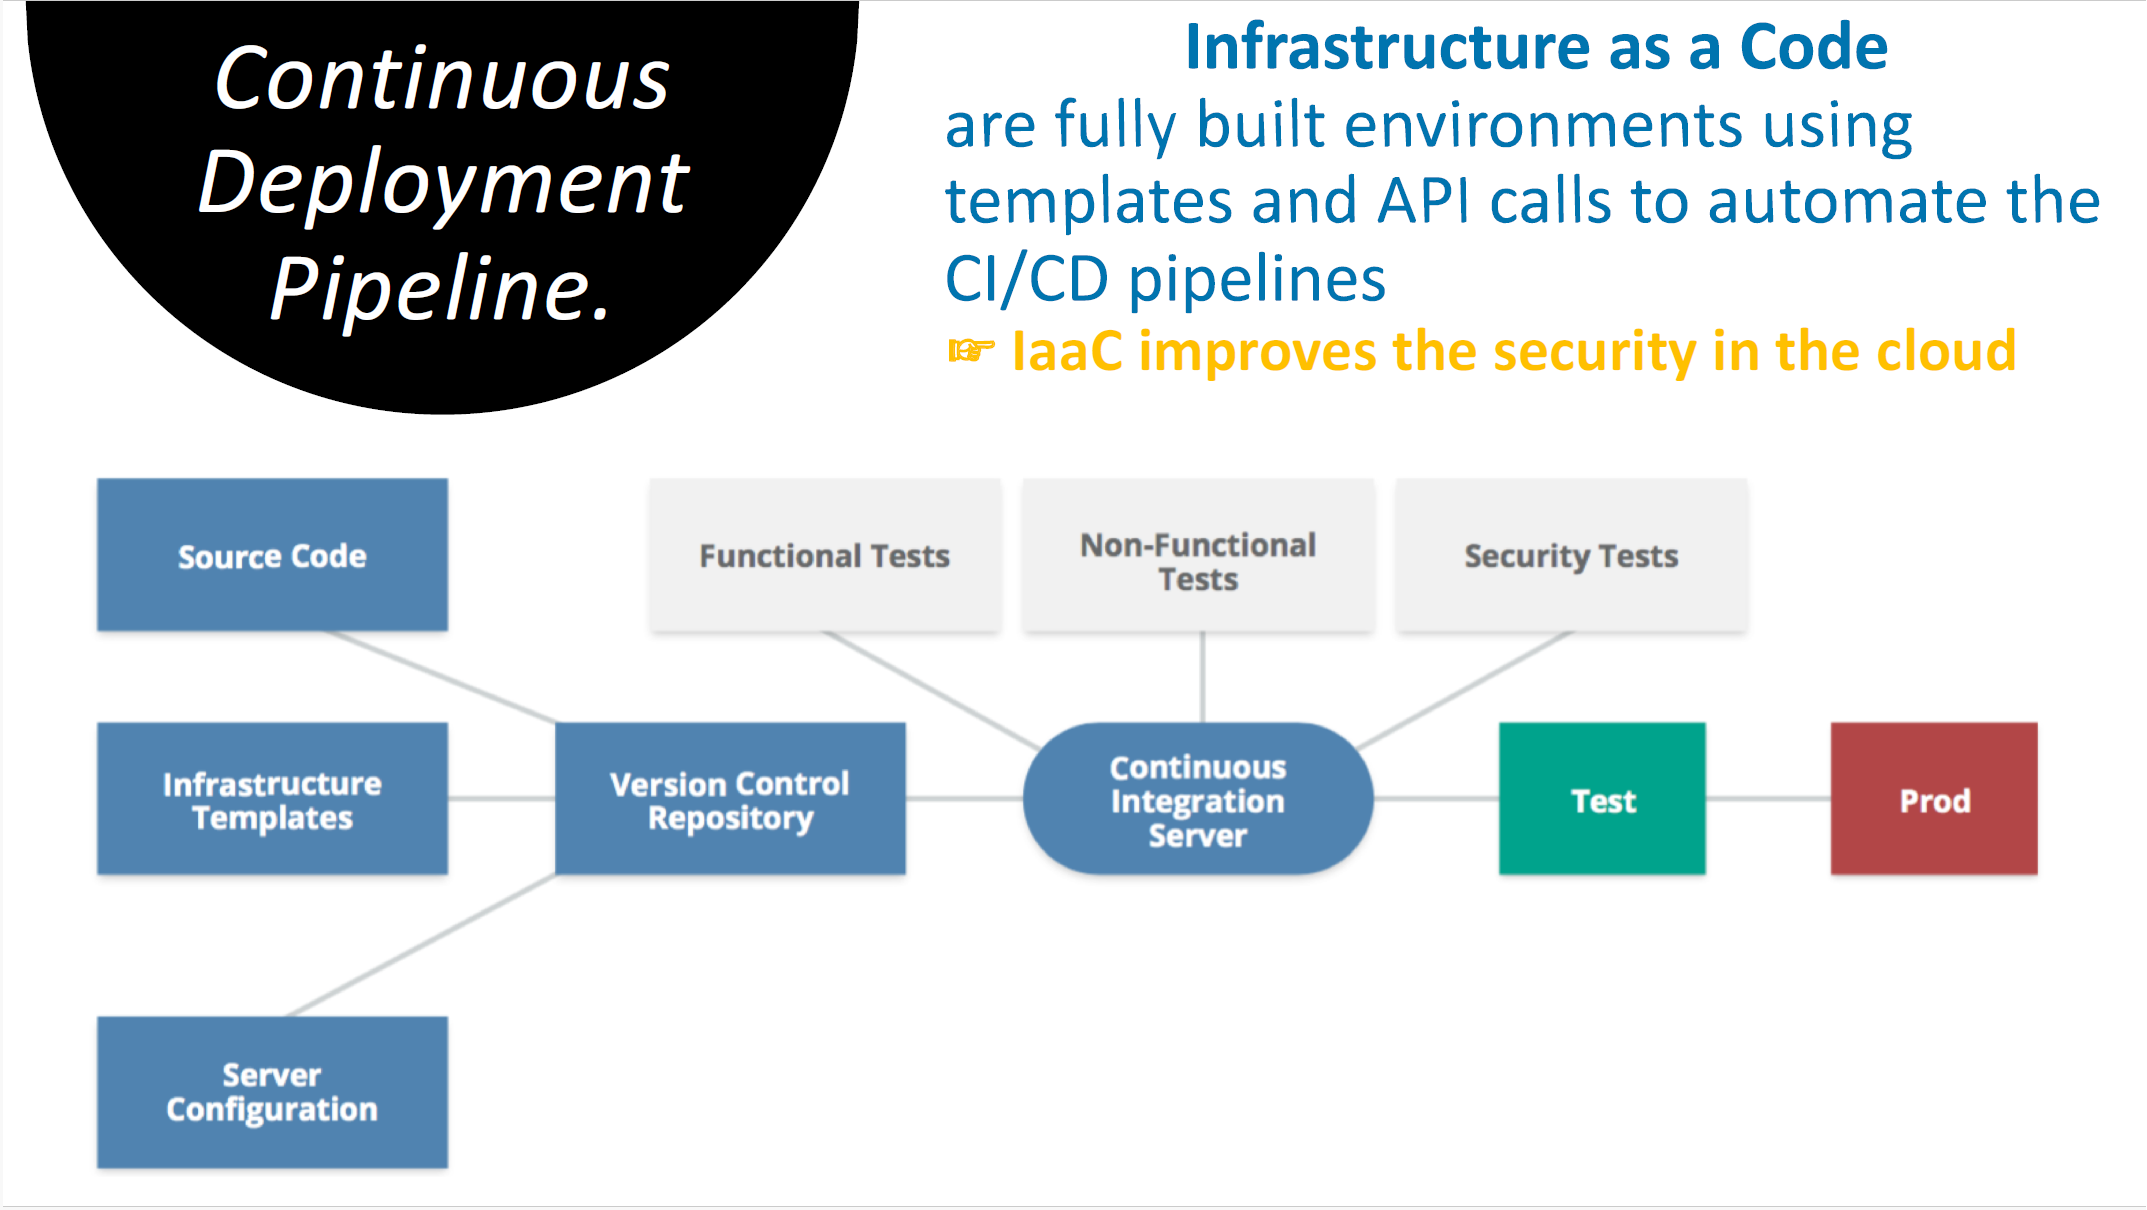 Continuous
Deployment
Pipeline.
Infrastructure as a Code
are fully built environments using
templates and API calls to automate the
CI/CD pipelines
☞ IaaC improves the security in the cloud
Source Code
Functional Tests
Non-Functional
Tests
Security Tests
Infrastructure
Templates
Version Control
Repository
Continuous
Integration
Server
Test
Prod
Server
Configuration